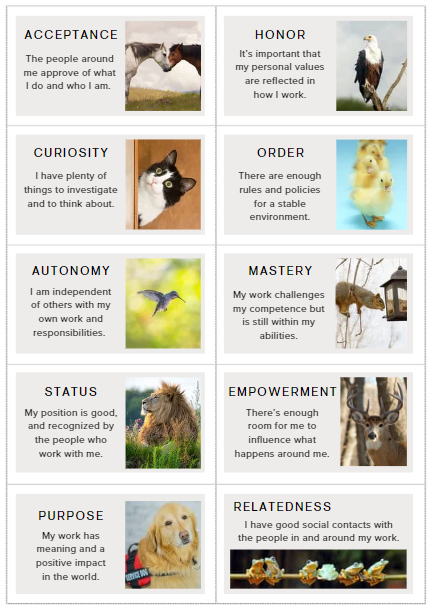 ACCEPTANCE
The people around
me approve of what
I do and who I am.
HONOR
It's important that
my personal values
are reflected in
how I work.
CURIOSITY
I have plenty of
things to investigate
and to think about.
ORDER
There are enough
rules and policies
for a stable
environment.
AUTONOMY
I am independent
of others with my
own work and
responsibilities.
MASTERY
My work challenges
my competence but
is still within my
abilities.
STATUS
My position is good,
and recognized by
the people who
work with me.
EMPOWERMENT
There's enough
room for me to
influence what
happens around me.
PURPOSE
My work has
meaning and a
positive impact
in the world.
SERVICE DOG
RELATEDNESS
I have good social contacts with
the people in and around my work.